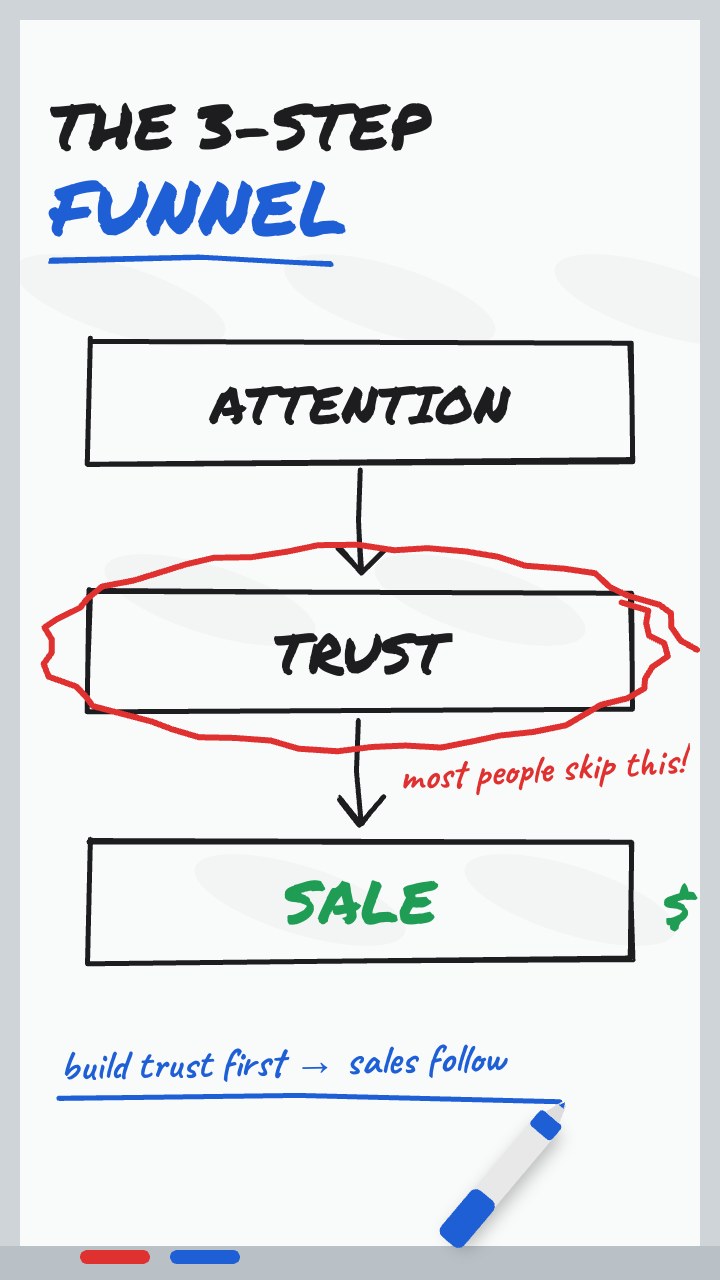 THE 3-STEP
FUNNEL
ATTENTION
TRUST
most people skip this!
SALE
$
build trust first → sales follow